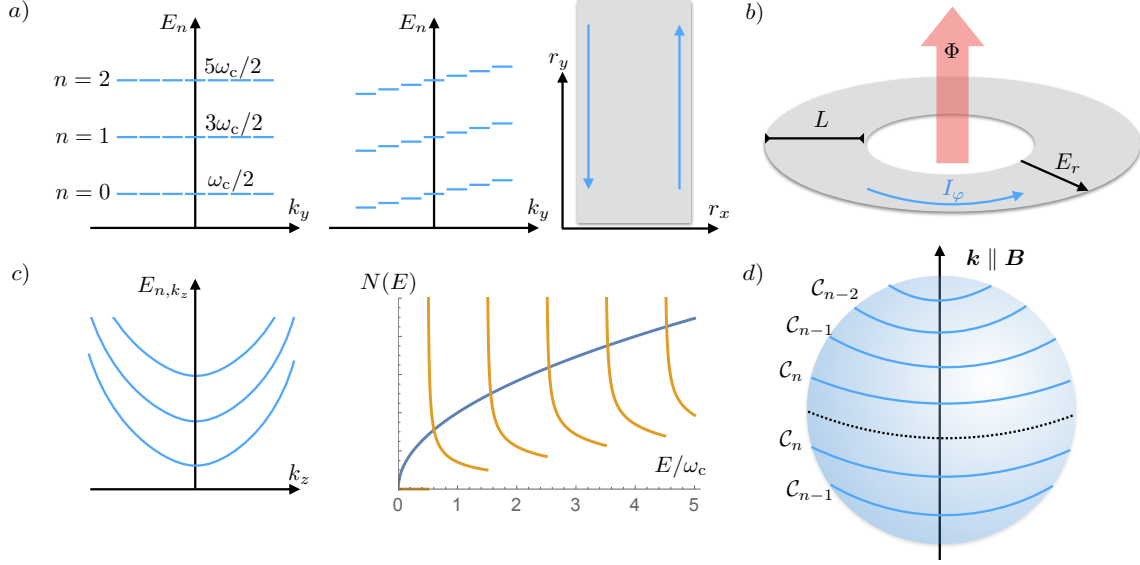 a)
E_n
n = 2
5ω_c/2
n = 1
3ω_c/2
n = 0
ω_c/2
k_y
E_n
k_y
r_y
r_x
b)
Φ
L
E_r
I_φ
c)
E_{n,k_z}
k_z
N(E)
E/ω_c
0 1 2 3 4 5
d)
k ∥ B
C_{n−2}
C_{n−1}
C_n
C_n
C_{n−1}